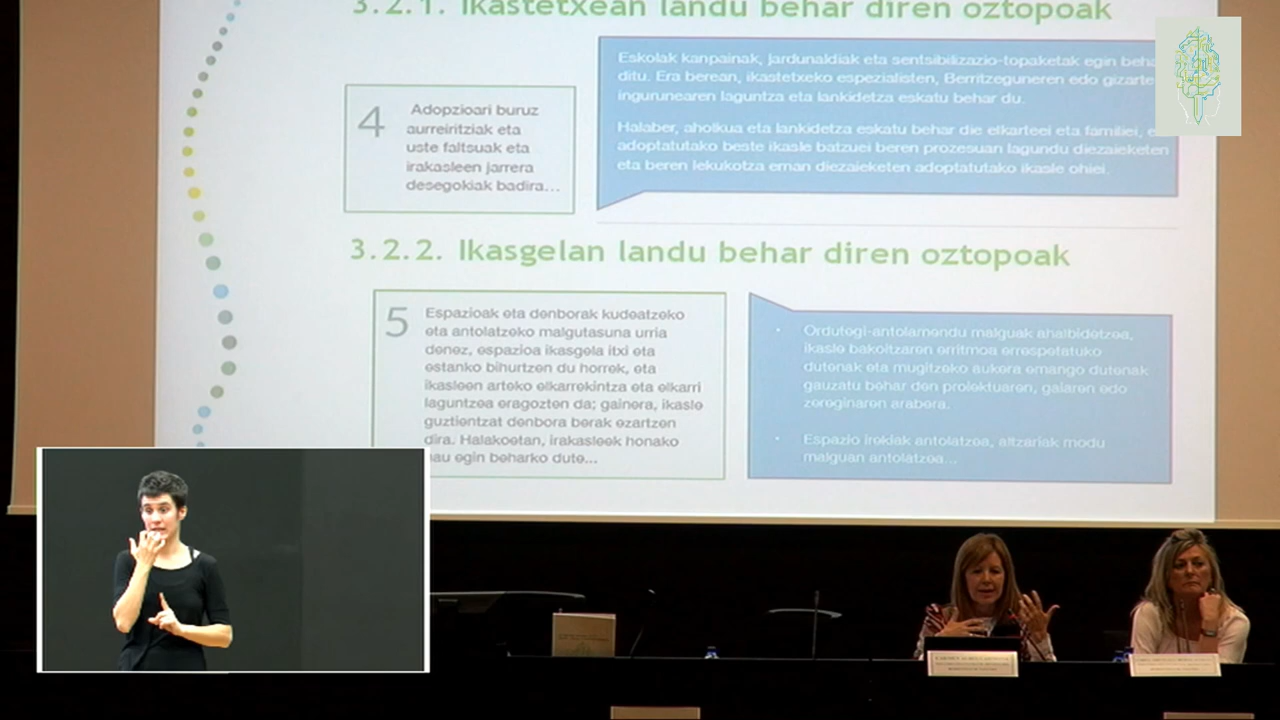 3.2.1. Ikastetxean landu behar diren oztopoak
4
Adopzioari buruz
aurreiritziak eta
uste faltsuak eta
irakasleen jarrera
desegokiak badira...
Eskolak kanpainak, jardunaldiak eta sentsibilizazio-topaketak egin beha
ditu. Era berean, ikastetxeko espezialisten, Berritzeguneren edo gizarte
ingurunearen laguntza eta lankidetza eskatu behar du.
Halaber, aholkua eta lankidetza eskatu behar die elkarteei eta familiei, e
adoptatutako beste ikasle batzuei beren prozesuan lagundu diezaieketen
eta beren lekukotza eman diezaieketen adoptatutako ikasle ohiei.
3.2.2. Ikasgelan landu behar diren oztopoak
5
Espazioak eta denborak kudeatzeko
eta antolatzeko malgutasuna urria
denez, espazioa ikasgela itxi eta
estanko bihurtzen du horrek, eta
ikasleen arteko elkarrekintza eta elkarri
laguntzea eragozten da; gainera, ikasle
guztientzat denbora berak ezartzen
dira. Halakoetan, irakasleek honako
hau egin beharko dute...
• Ordutegi-antolamendu malguak ahalbidetzea,
ikasle bakoitzaren erritmoa errespetatuko
dutenak eta mugitzeko aukera emango dutenak
gauzatu behar den proiektuaren, gaiaren edo
zereginaren arabera.
• Espazio irekiak antolatzea, altzariak modu
malguan antolatzea...